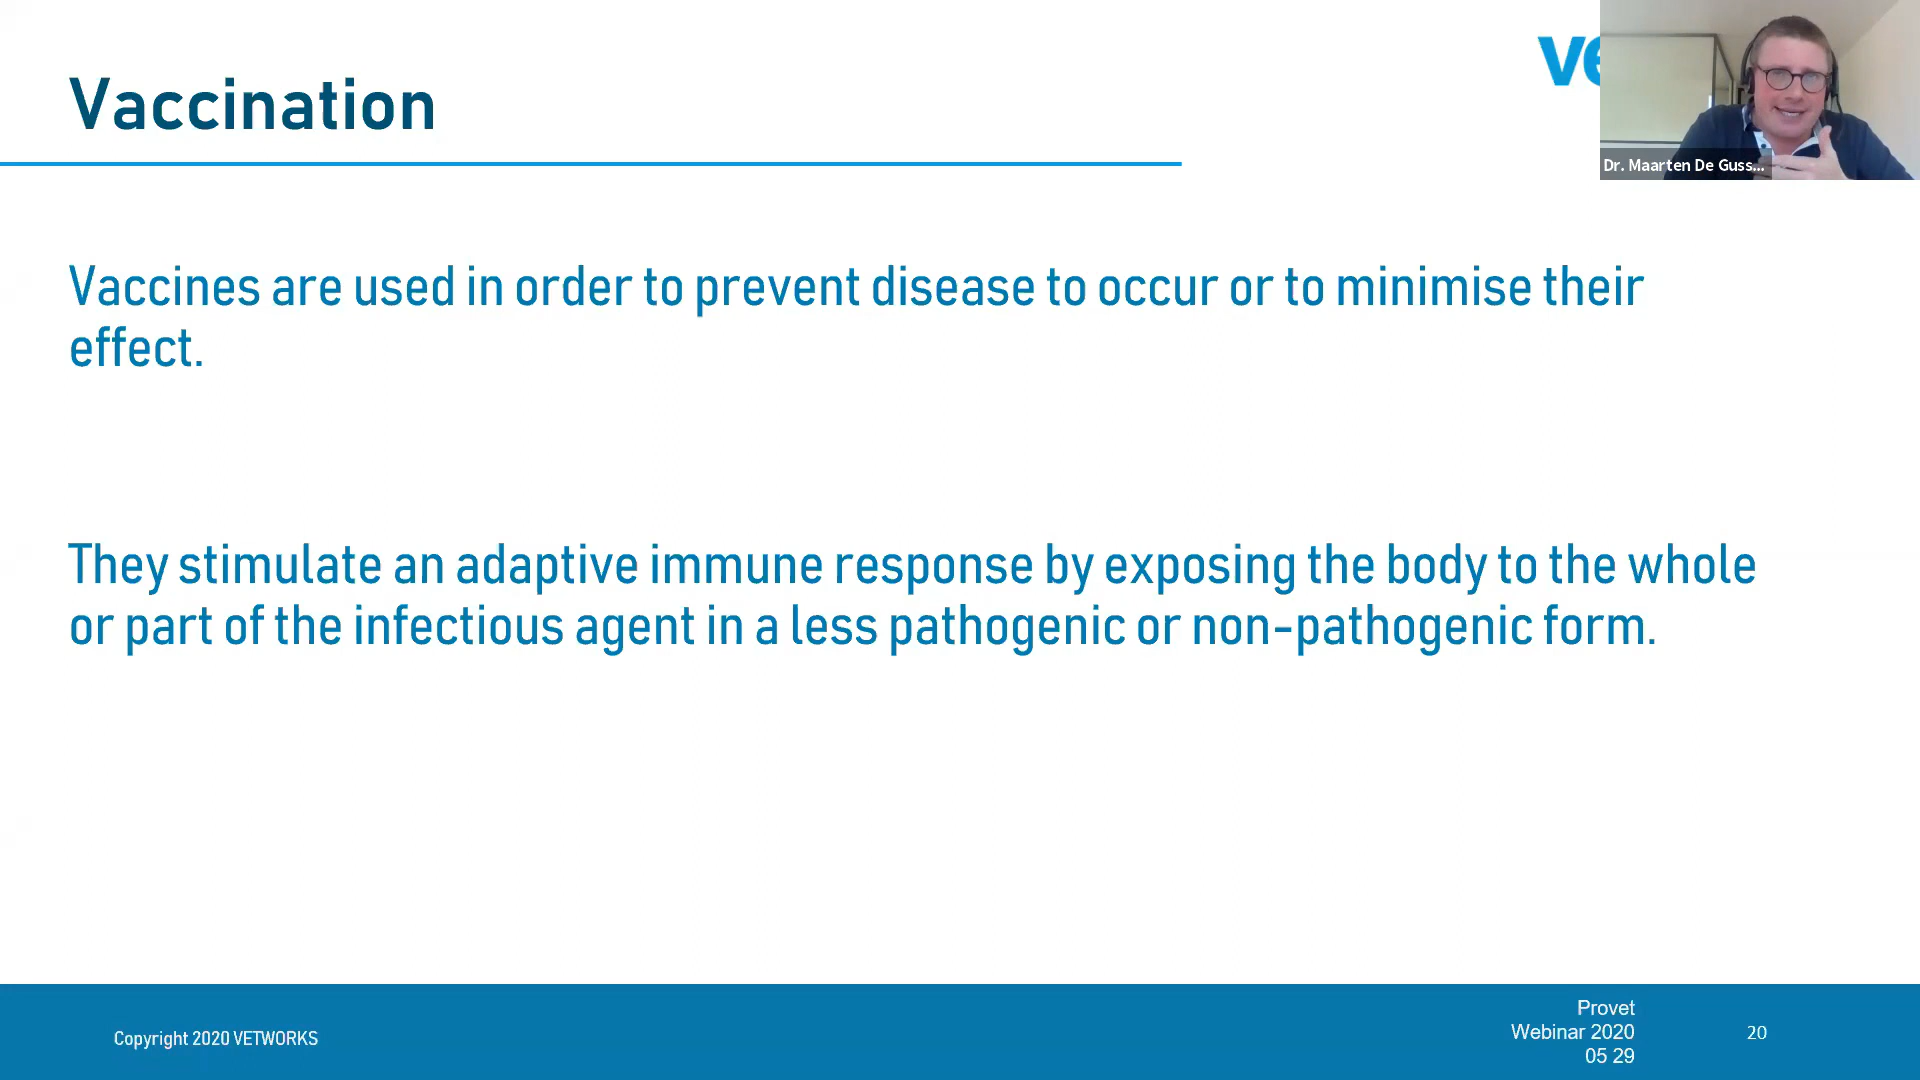 Vaccination
ve
Dr. Maarten De Guss...
Vaccines are used in order to prevent disease to occur or to minimise their
effect.
They stimulate an adaptive immune response by exposing the body to the whole
or part of the infectious agent in a less pathogenic or non-pathogenic form.
Copyright 2020 VETWORKS
Provet
Webinar 2020
05 29
20